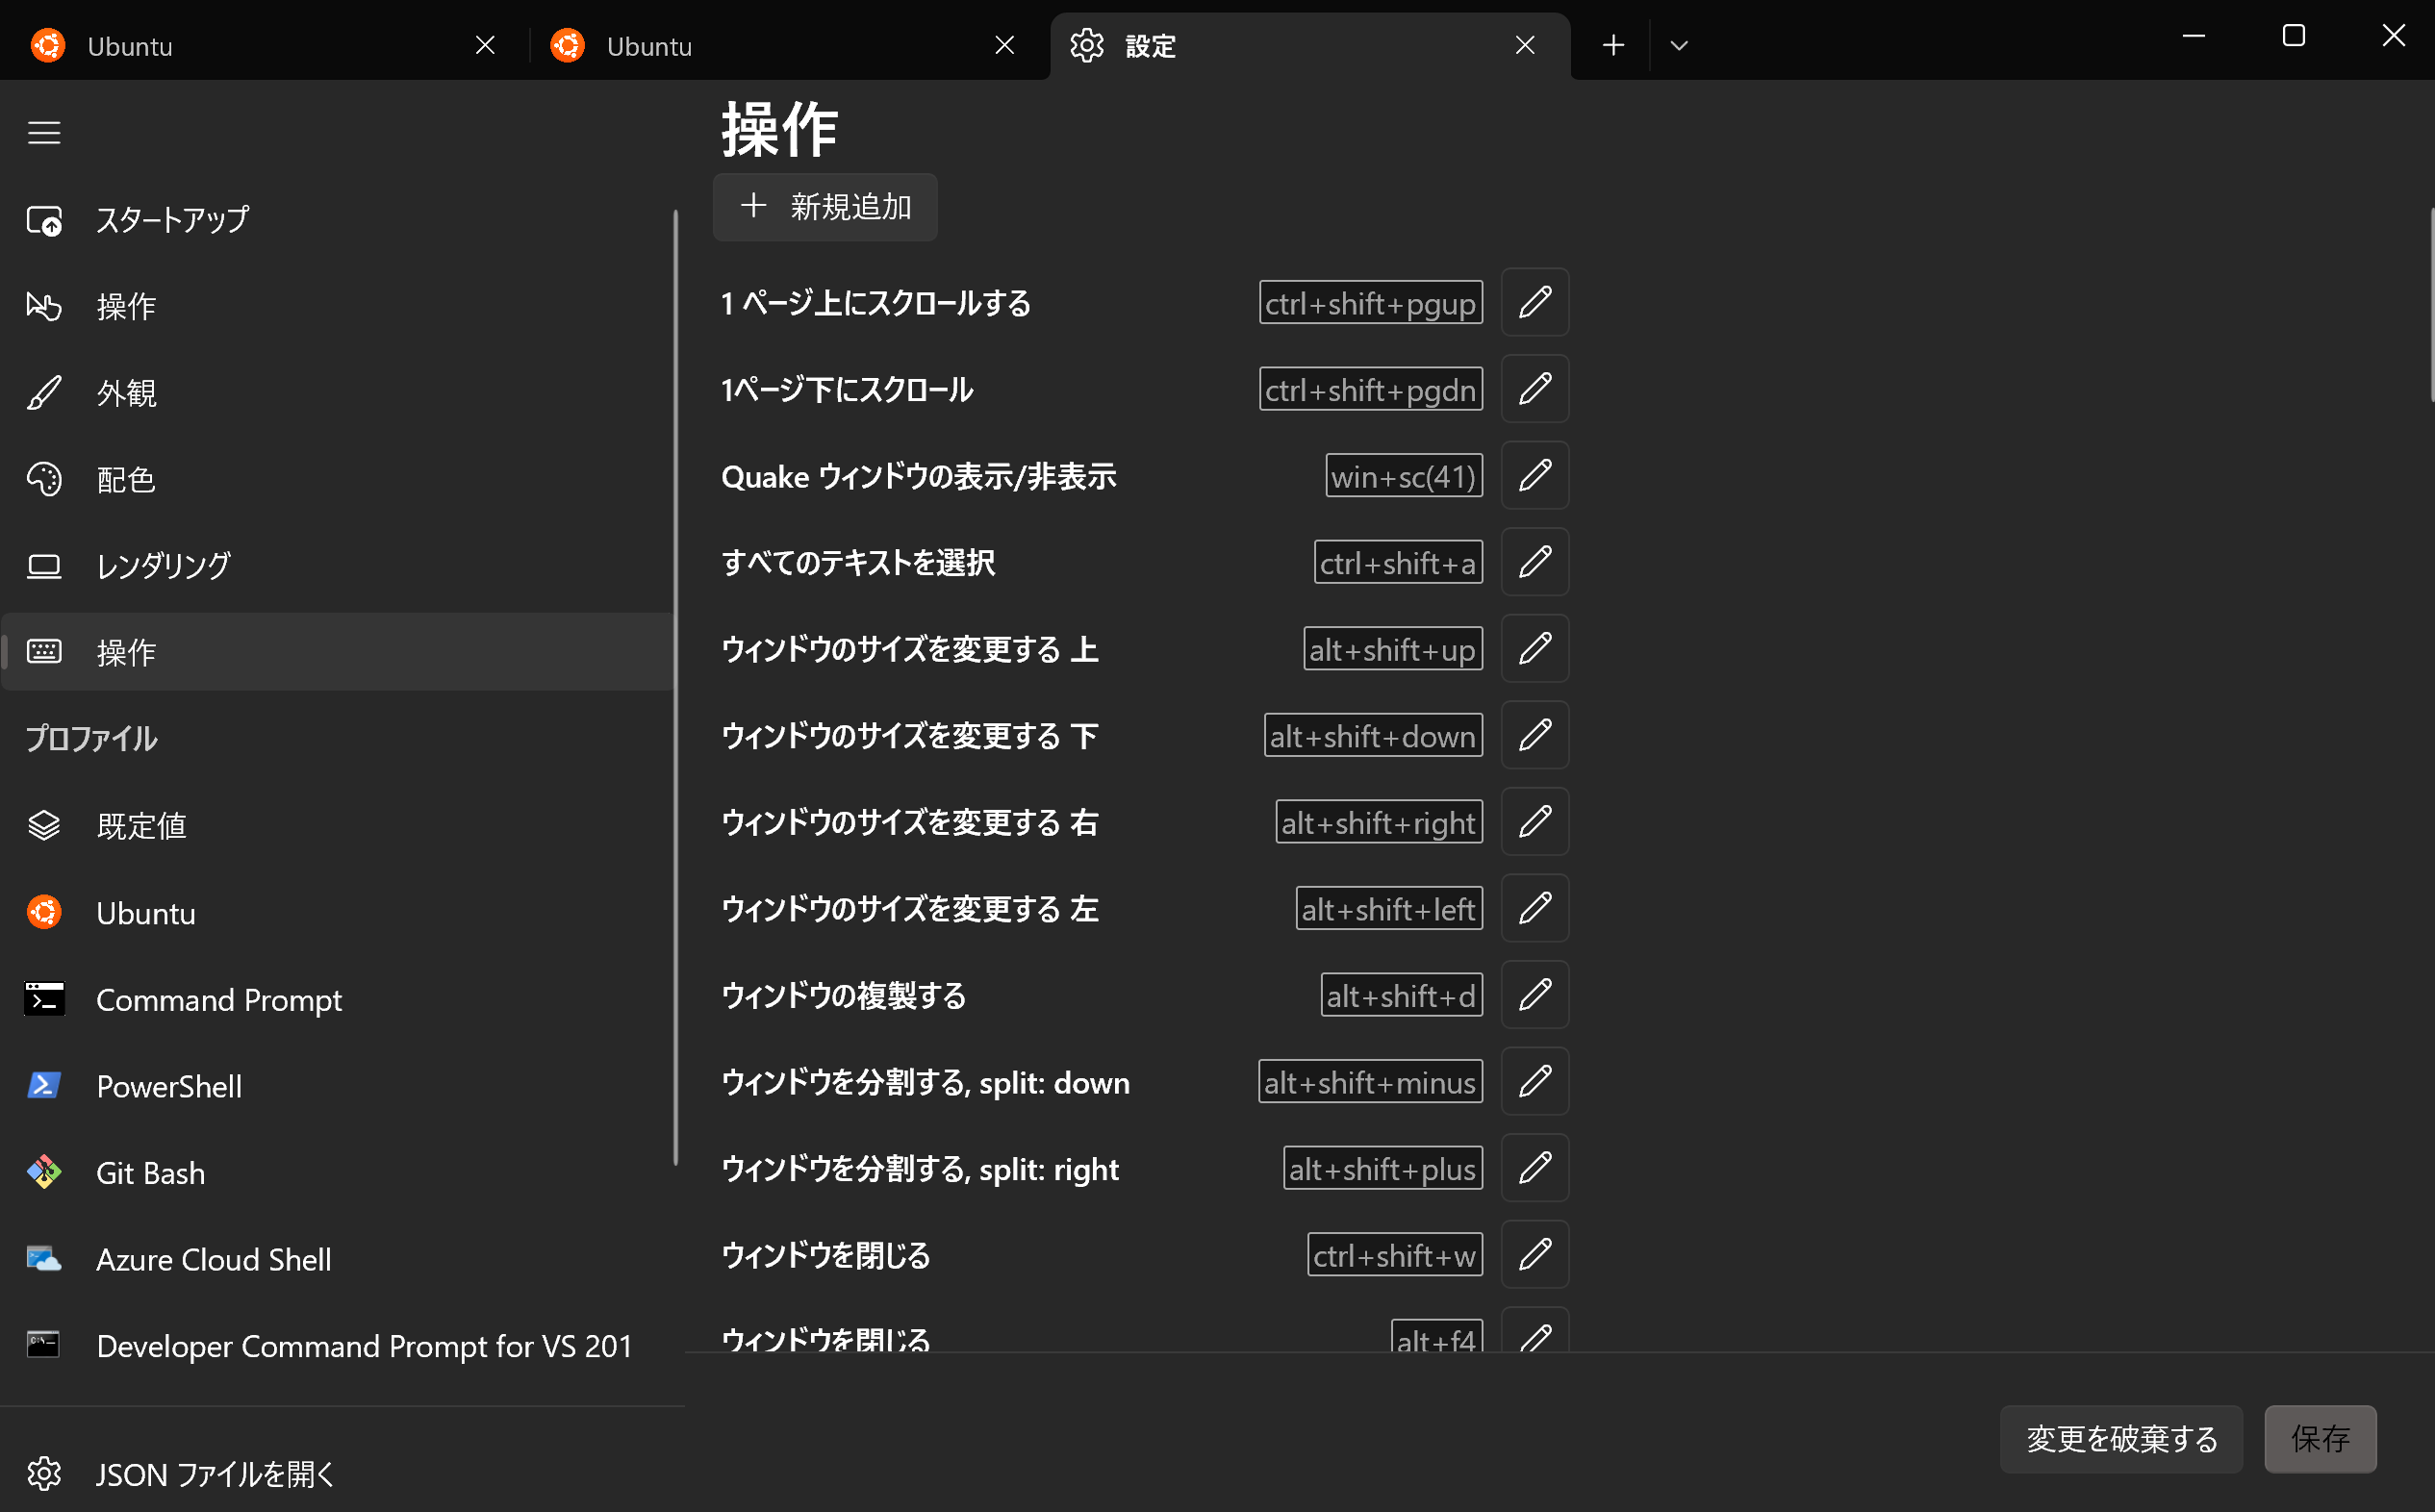 Ubuntu
Ubuntu
設定
スタートアップ
操作
外観
配色
レンダリング
操作
プロファイル
既定値
Ubuntu
Command Prompt
PowerShell
Git Bash
Azure Cloud Shell
Developer Command Prompt for VS 201
JSON ファイルを開く
操作
新規追加
1 ページ上にスクロールする ctrl+shift+pgup
1ページ下にスクロール ctrl+shift+pgdn
Quake ウィンドウの表示/非表示 win+sc(41)
すべてのテキストを選択 ctrl+shift+a
ウィンドウのサイズを変更する 上 alt+shift+up
ウィンドウのサイズを変更する 下 alt+shift+down
ウィンドウのサイズを変更する 右 alt+shift+right
ウィンドウのサイズを変更する 左 alt+shift+left
ウィンドウの複製する alt+shift+d
ウィンドウを分割する, split: down alt+shift+minus
ウィンドウを分割する, split: right alt+shift+plus
ウィンドウを閉じる ctrl+shift+w
ウィンドウを閉じる alt+f4
変更を破棄する
保存